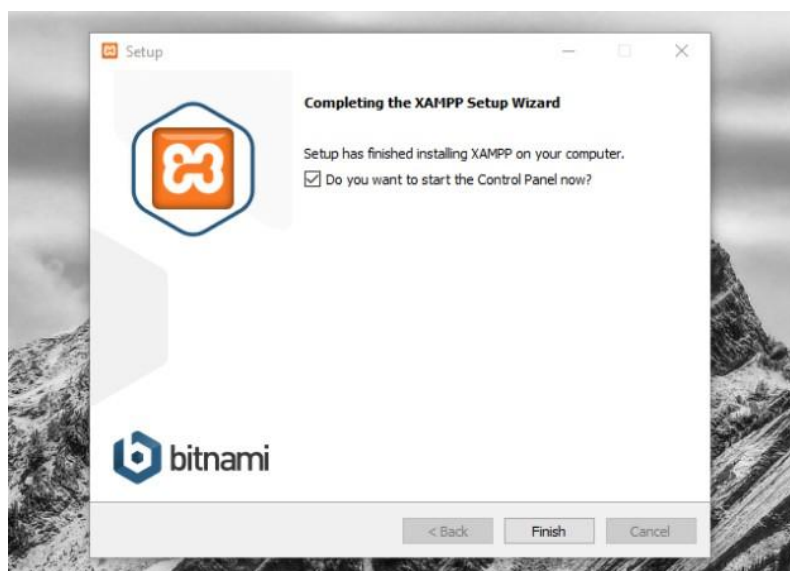 Setup
Completing the XAMPP Setup Wizard
Setup has finished installing XAMPP on your computer.
Do you want to start the Control Panel now?
bitnami
< Back Finish Cancel